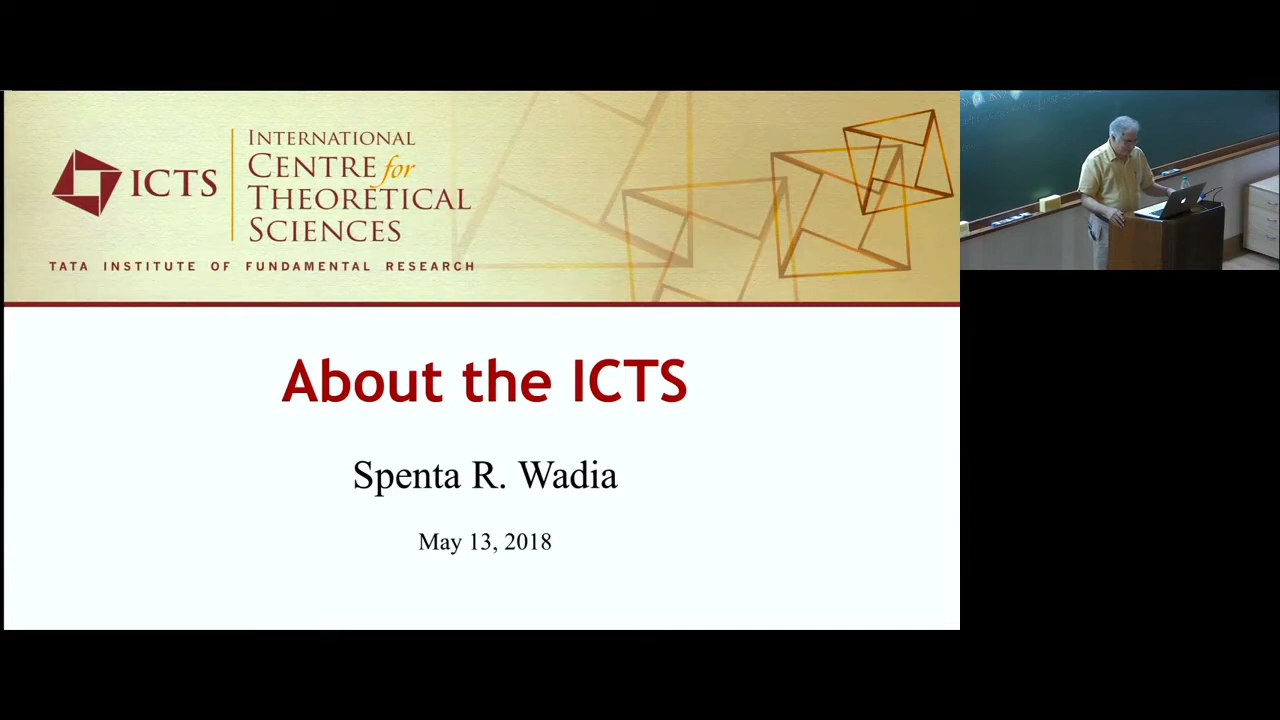 ICTS
INTERNATIONAL
CENTRE for
THEORETICAL
SCIENCES
TATA INSTITUTE OF FUNDAMENTAL RESEARCH
About the ICTS
Spenta R. Wadia
May 13, 2018